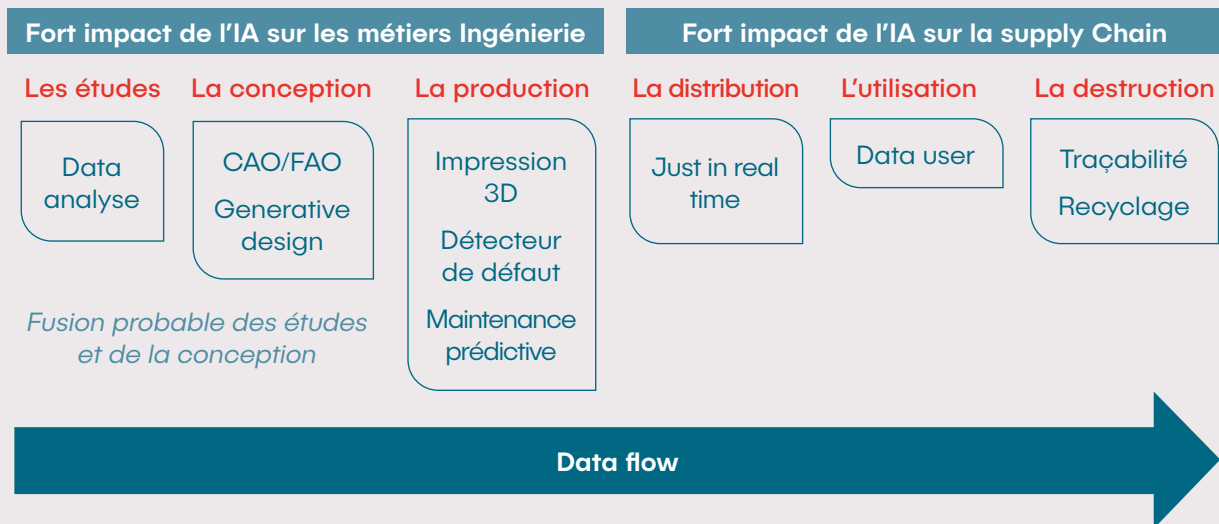 Fort impact de l'IA sur les métiers Ingénierie
Fort impact de l'IA sur la supply Chain
Les études
La conception
La production
La distribution
L'utilisation
La destruction
Data
analyse
CAO/FAO
Generative
design
Impression
3D
Détecteur
de défaut
Maintenance
prédictive
Just in real
time
Data user
Traçabilité
Recyclage
Fusion probable des études
et de la conception
Data flow